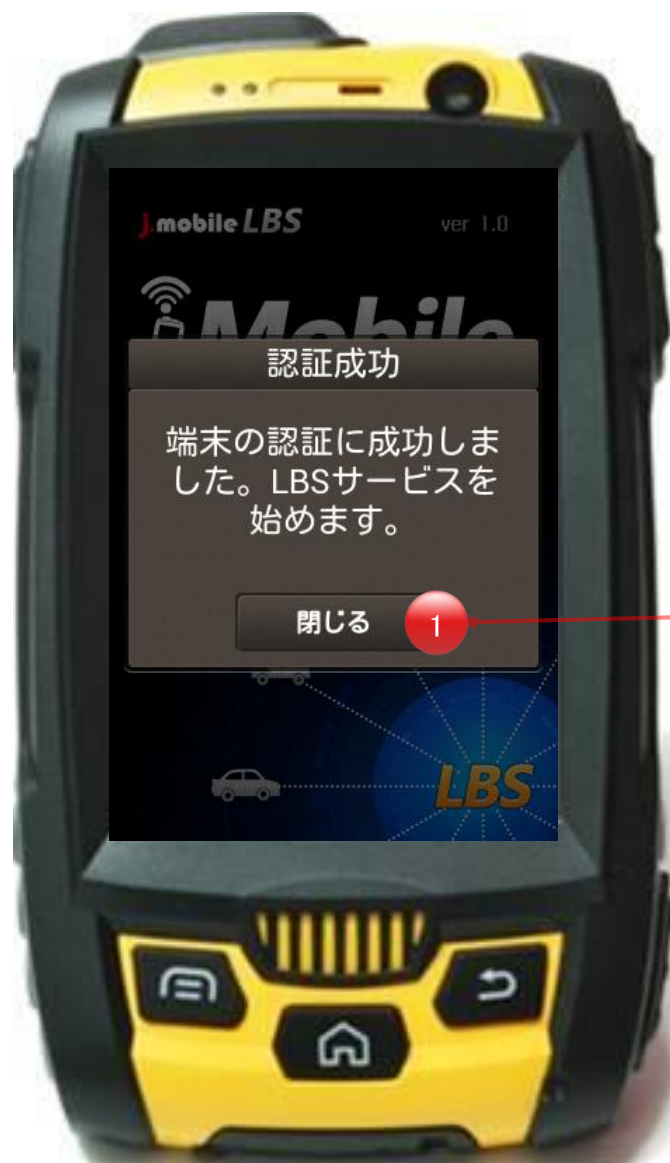 j.mobile LBS
ver 1.0
Mobile
認証成功
端末の認証に成功しま
した。LBSサービスを
始めます。
閉じる
1
LBS